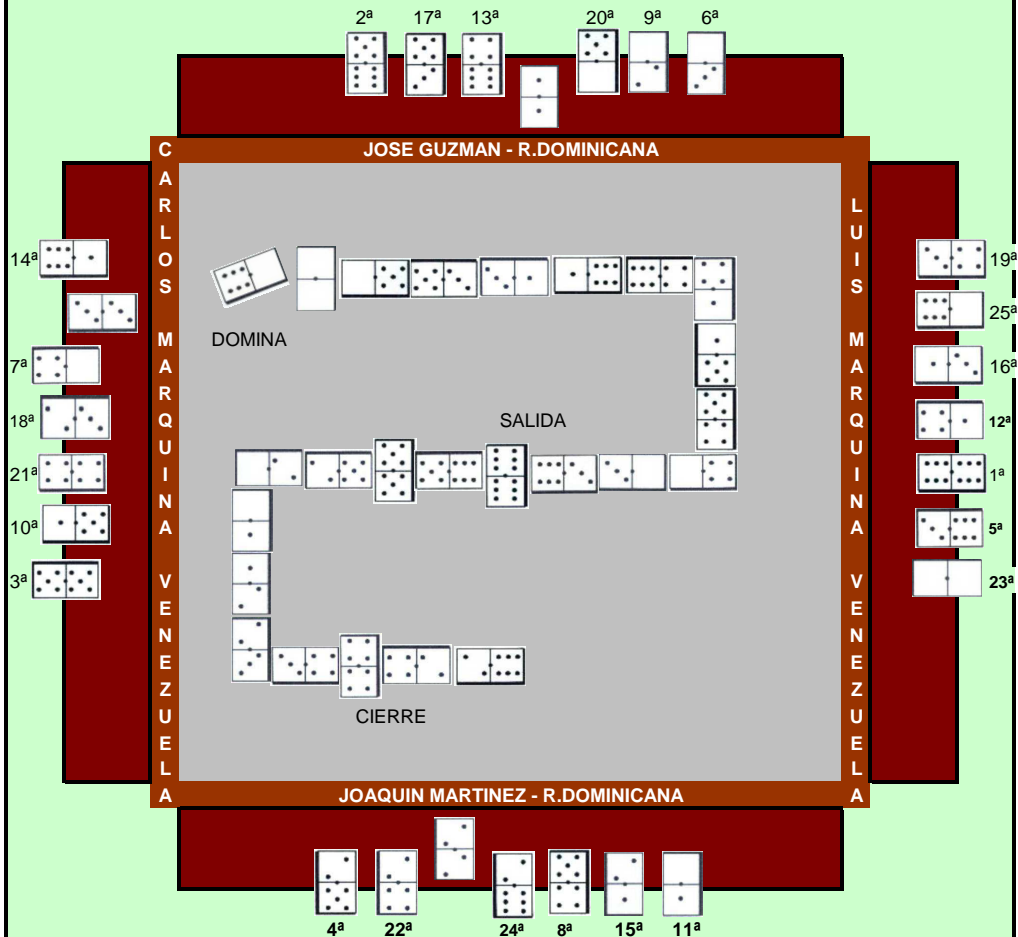 2ª 17ª 13ª 20ª 9ª 6ª
JOSE GUZMAN - R.DOMINICANA
CARLOS MARQUINA VENEZUELA
14ª
7ª
18ª
21ª
10ª
3ª
DOMINA
SALIDA
CIERRE
LUIS MARQUINA VENEZUELA
19ª
25ª
16ª
12ª
1ª
5ª
23ª
JOAQUIN MARTINEZ - R.DOMINICANA
4ª 22ª 24ª 8ª 15ª 11ª